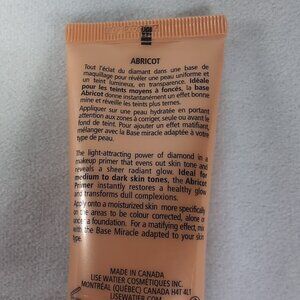 ABRICOT
Tout l'éclat du diamant dans une base de
maquillage pour révéler une peau uniforme et
un teint lumineux, en transparence. Idéale
pour les teints moyens à foncés, la base
Abricot donne instantanément un effet bonne
mine et réveille les teints plus ternes.
Appliquer sur une peau hydratée en portant
attention aux zones à corriger, seule ou avant le
fond de teint. Pour ajouter un effet matifiant,
mélanger avec la Base Miracle adaptée à votre
type de peau.
The light-attracting power of diamond in a
makeup primer that evens out skin tone and
reveals a sheer radiant glow. Ideal for
medium to dark skin tones, the Abricot
Primer instantly restores a healthy glow
and transforms dull complexions.
Apply onto a moisturized skin more specifically
on the areas to be colour corrected, alone or
under a foundation. For a mattifying effect, mix
with the Base Miracle adapted to your skin
type.
MADE IN CANADA
LISE WATIER COSMÉTIQUES INC.
MONTRÉAL (QUÉBEC) CANADA H4T 4L1
LISEWATIER.COM